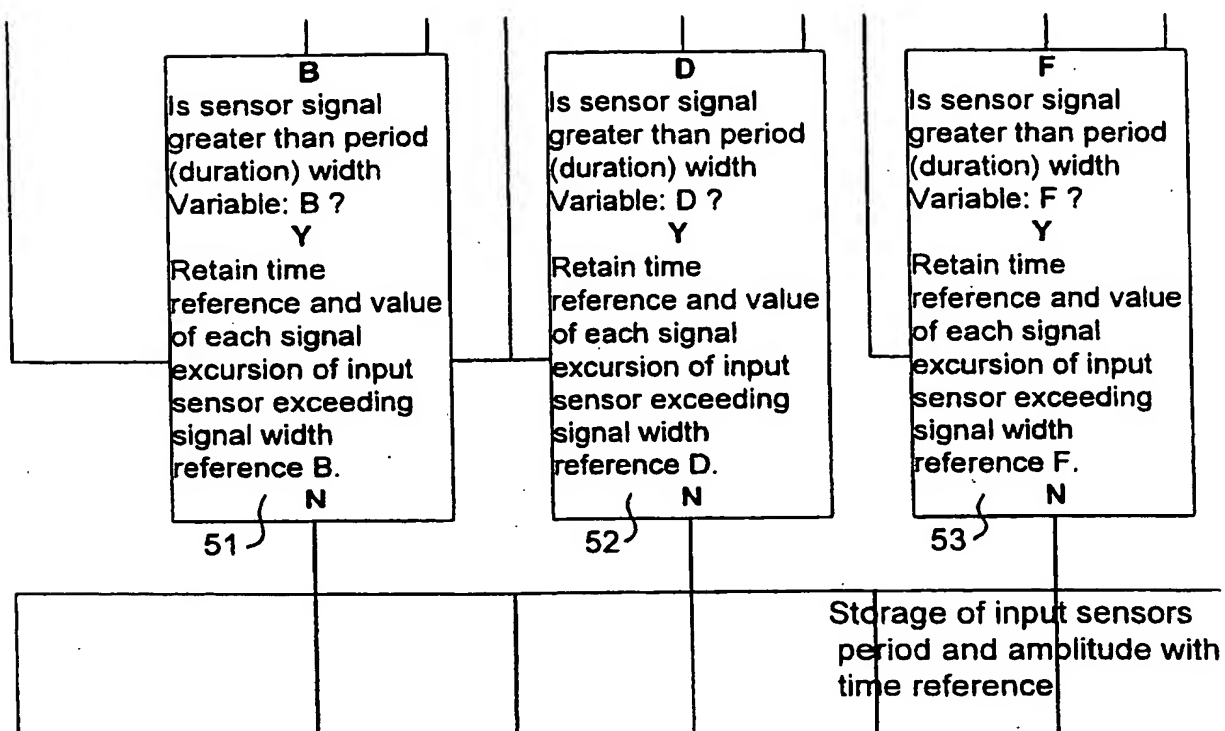 B
Is sensor signal
greater than period
(duration) width
Variable: B ?
Y
Retain time
reference and value
of each signal
excursion of input
sensor exceeding
signal width
reference B.
N
51
D
Is sensor signal
greater than period
(duration) width
Variable: D ?
Y
Retain time
reference and value
of each signal
excursion of input
sensor exceeding
signal width
reference D.
N
52
F
Is sensor signal
greater than period
(duration) width
Variable: F ?
Y
Retain time
reference and value
of each signal
excursion of input
sensor exceeding
signal width
reference F.
N
53
Storage of input sensors
period and amplitude with
time reference